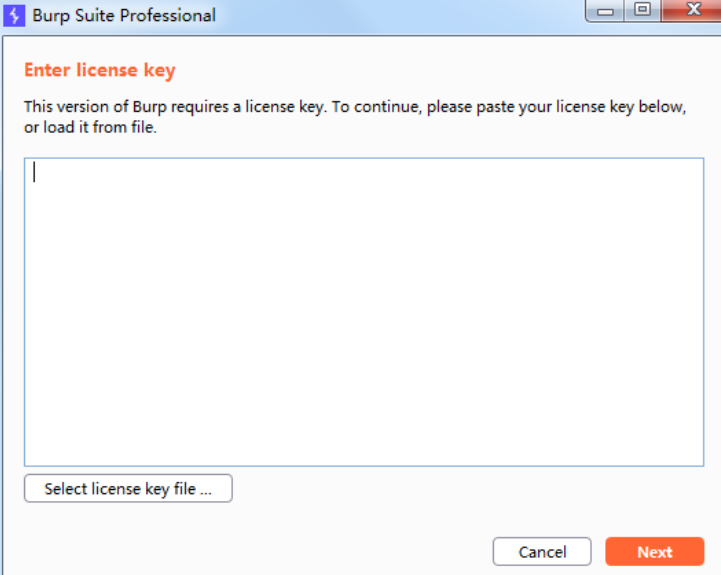 Burp Suite Professional
Enter license key
This version of Burp requires a license key. To continue, please paste your license key below,
or load it from file.
Select license key file ...
Cancel
Next